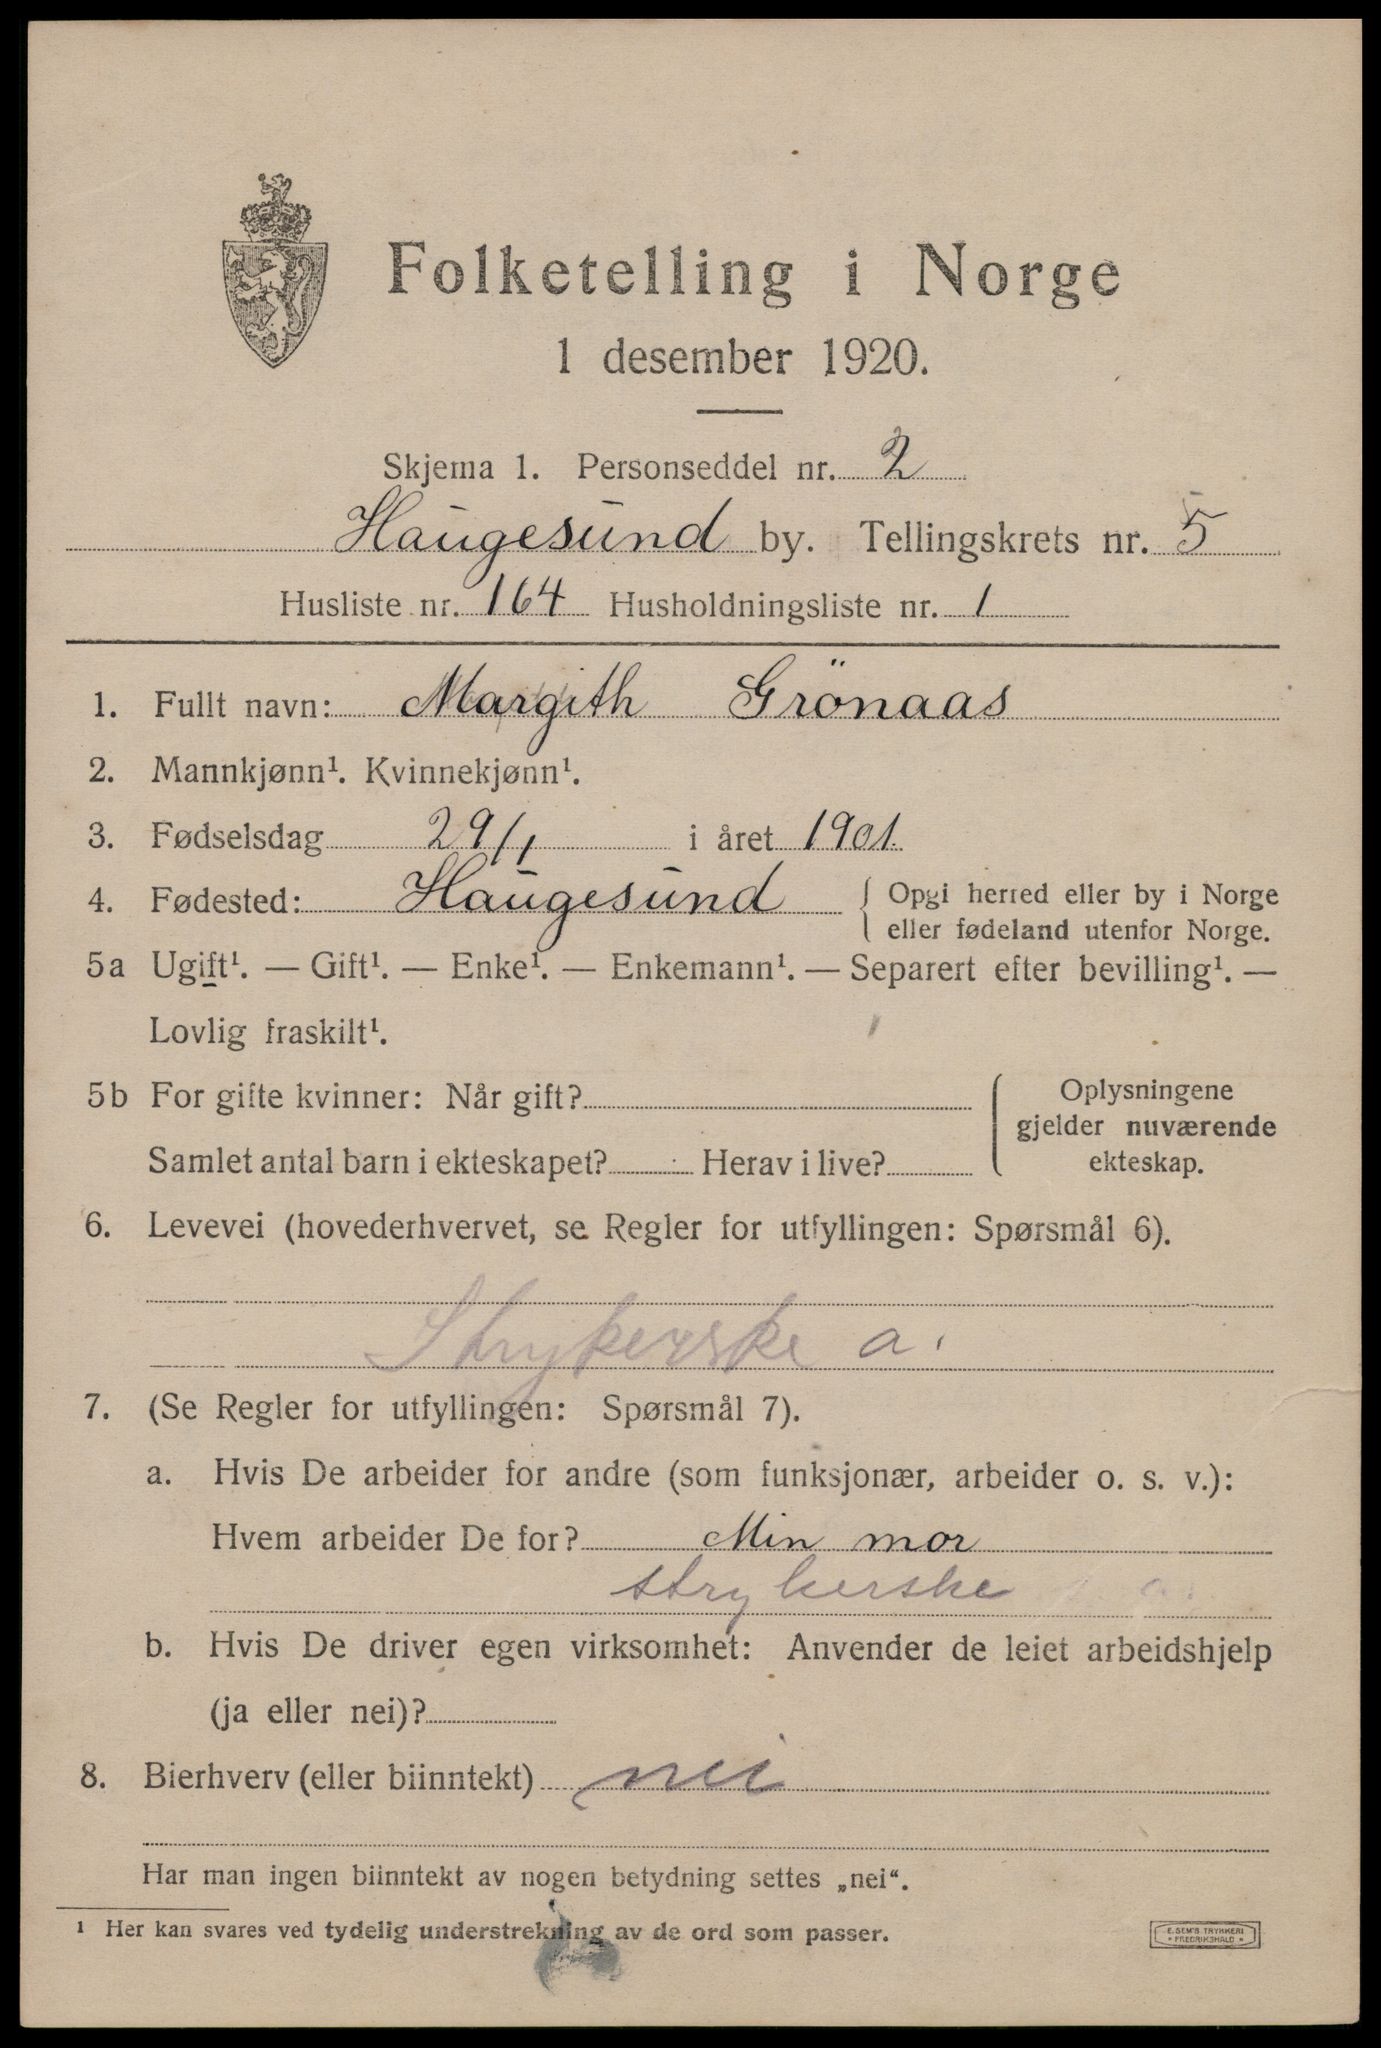 Folketelling i Norge
1 desember 1920.
Skjema 1. Personseddel nr. 2
Haugesund by. Tellingskrets nr. 5
Husliste nr. 164 Husholdningsliste nr. 1
1. Fullt navn: Margith Grönaas
2. Mannkjønn¹. Kvinnekjønn¹.
3. Fødselsdag 29/1 i året 1901.
4. Fødested: Haugesund { Opgi herred eller by i Norge
eller fødeland utenfor Norge.
5a Ugift¹. — Gift¹. — Enke¹. — Enkemann¹. — Separert efter bevilling¹. —
Lovlig fraskilt¹.
5b For gifte kvinner: Når gift?
Samlet antal barn i ekteskapet? Herav i live?
Oplysningene
gjelder nuværende
ekteskap.
6. Levevei (hovederhvervet, se Regler for utfyllingen: Spørsmål 6).
Strykerske a.
7. (Se Regler for utfyllingen: Spørsmål 7).
a. Hvis De arbeider for andre (som funksjonær, arbeider o. s. v.):
Hvem arbeider De for? Min mor
strykerske
b. Hvis De driver egen virksomhet: Anvender de leiet arbeidshjelp
(ja eller nei)?
8. Bierhverv (eller biinntekt) nei
Har man ingen biinntekt av nogen betydning settes „nei“.
¹ Her kan svares ved tydelig understrekning av de ord som passer.
E. SEM'S TRYKKERI
* FREDRIKSHALD *